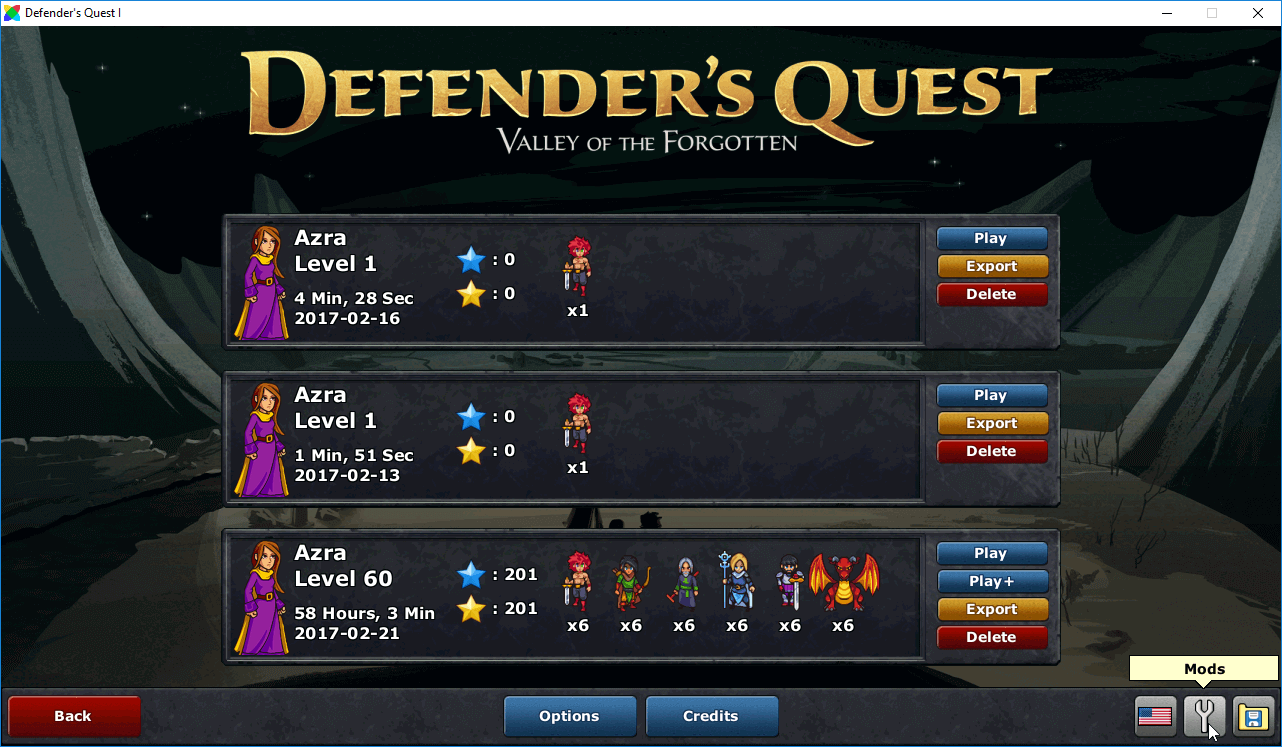 Defender's Quest I
DEFENDER'S QUEST
VALLEY OF THE FORGOTTEN
Azra
Level 1
4 Min, 28 Sec
2017-02-16
: 0
: 0
x1
Play
Export
Delete
Azra
Level 1
1 Min, 51 Sec
2017-02-13
: 0
: 0
x1
Play
Export
Delete
Azra
Level 60
58 Hours, 3 Min
2017-02-21
: 201
: 201
x6 x6 x6 x6 x6 x6
Play
Play+
Export
Delete
Mods
Back
Options
Credits